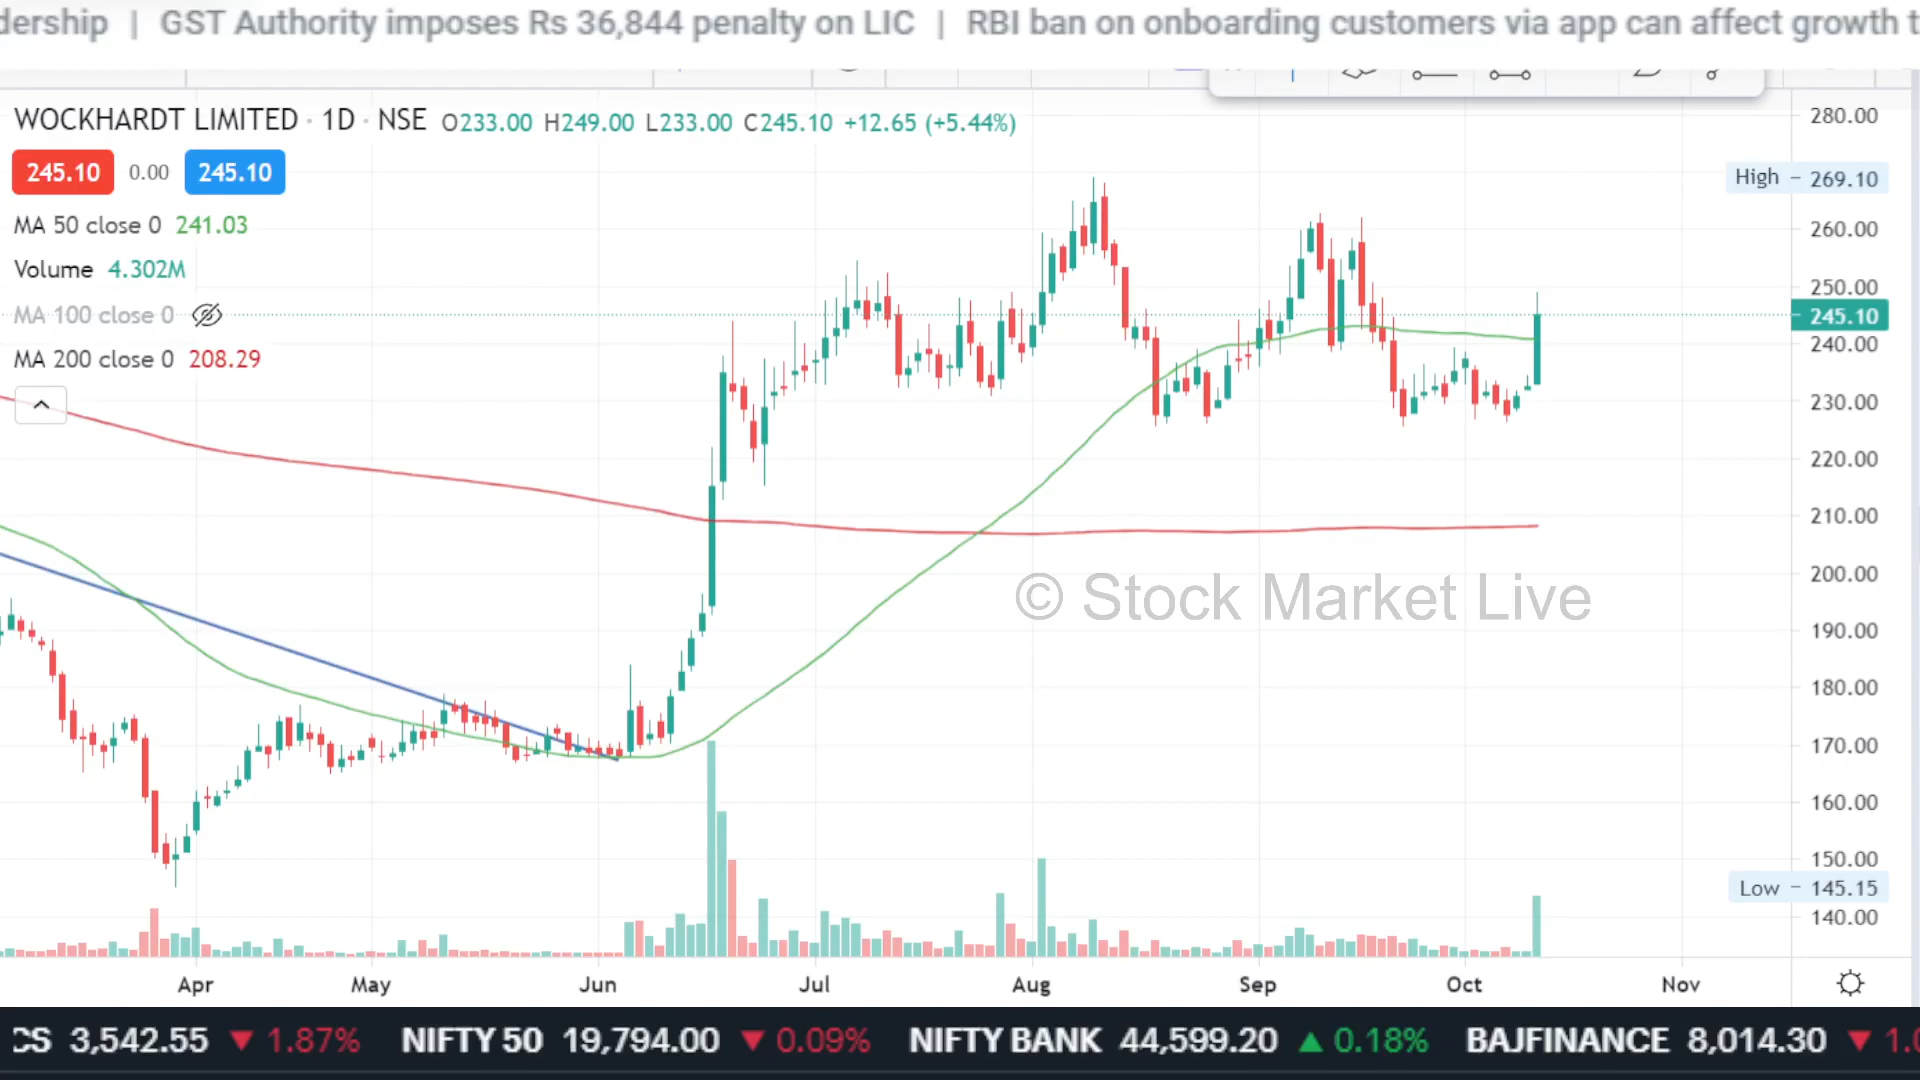 dership | GST Authority imposes Rs 36,844 penalty on LIC | RBI ban on onboarding customers via app can affect growth t
WOCKHARDT LIMITED · 1D · NSE O233.00 H249.00 L233.00 C245.10 +12.65 (+5.44%)
245.10 0.00 245.10
MA 50 close 0 241.03
Volume 4.302M
MA 100 close 0
MA 200 close 0 208.29
280.00
High - 269.10
260.00
250.00
245.10
240.00
230.00
220.00
210.00
200.00
190.00
180.00
170.00
160.00
150.00
Low - 145.15
140.00
© Stock Market Live
Apr May Jun Jul Aug Sep Oct Nov
CS 3,542.55 ▼ 1.87% NIFTY 50 19,794.00 ▼ 0.09% NIFTY BANK 44,599.20 ▲ 0.18% BAJFINANCE 8,014.30 ▼ 1.0